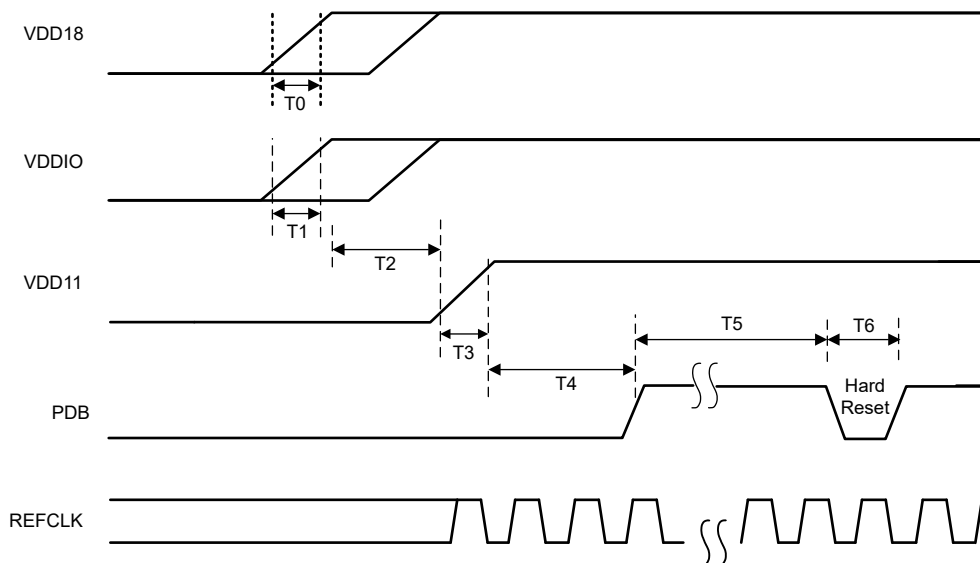 VDD18
T0
VDDIO
T1
T2
VDD11
T3
T4
T5
T6
PDB
Hard
Reset
REFCLK